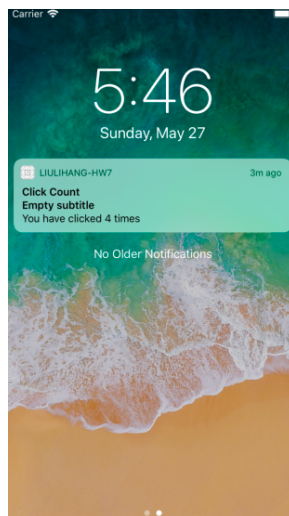 Carrier
5:46
Sunday, May 27
LIULIHANG-HW7 3m ago
Click Count
Empty subtitle
You have clicked 4 times
No Older Notifications